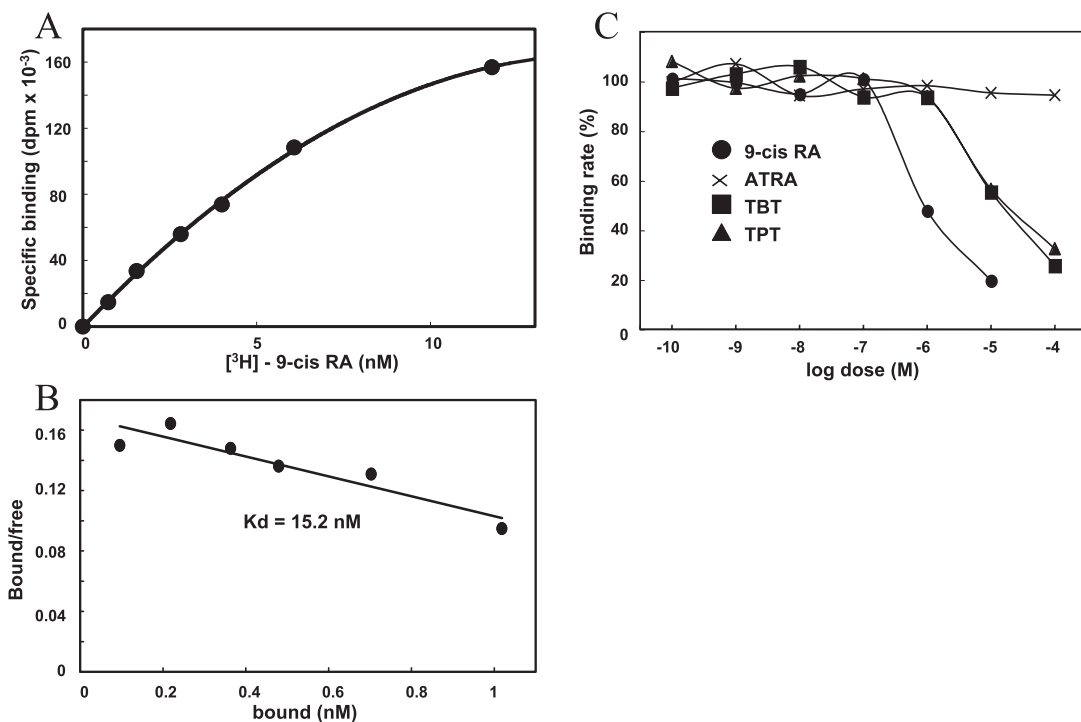 A
Specific binding (dpm x 10-3)
160
120
80
40
0
0 5 10
[3H] - 9-cis RA (nM)
B
Bound/free
0.16
0.12
0.08
0.04
0
Kd = 15.2 nM
0 0.2 0.4 0.6 0.8 1
bound (nM)
C
Binding rate (%)
100
80
60
40
20
0
9-cis RA
ATRA
TBT
TPT
-10 -9 -8 -7 -6 -5 -4
log dose (M)